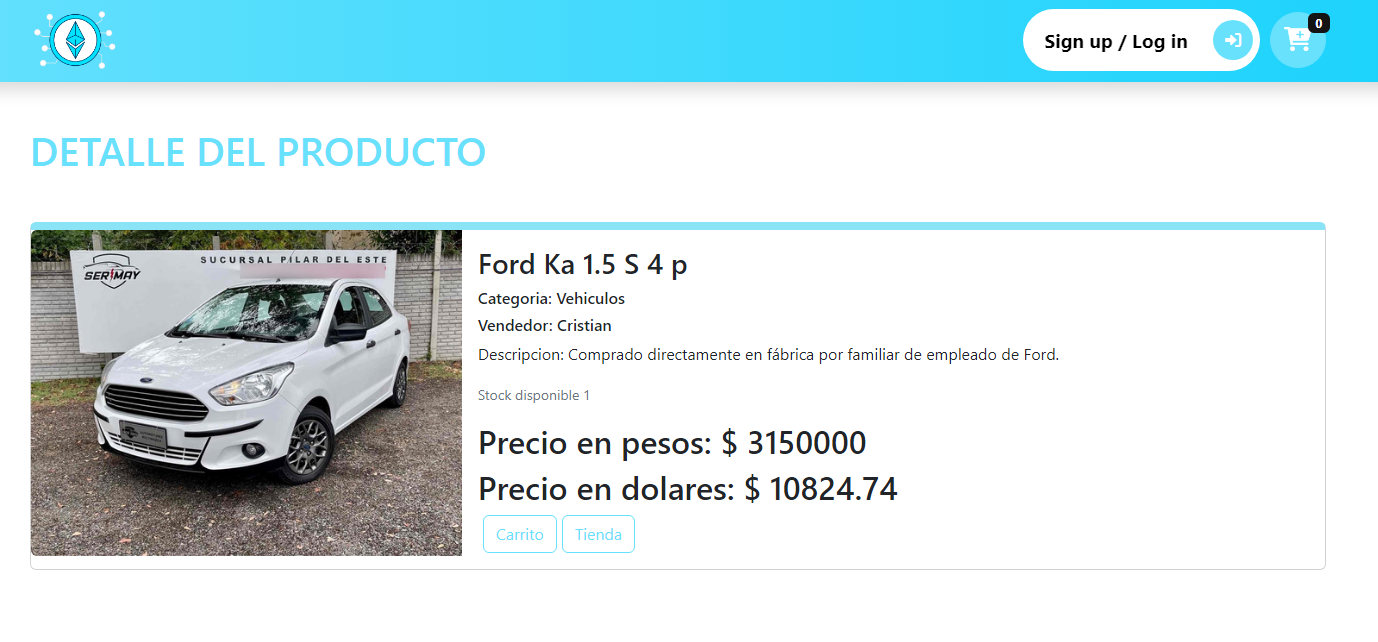 Sign up / Log in
0
DETALLE DEL PRODUCTO
SUCURSAL PILAR DEL ESTE
SERIMAY
Ford Ka 1.5 S 4 p
Categoria: Vehiculos
Vendedor: Cristian
Descripcion: Comprado directamente en fábrica por familiar de empleado de Ford.
Stock disponible 1
Precio en pesos: $ 3150000
Precio en dolares: $ 10824.74
Carrito
Tienda